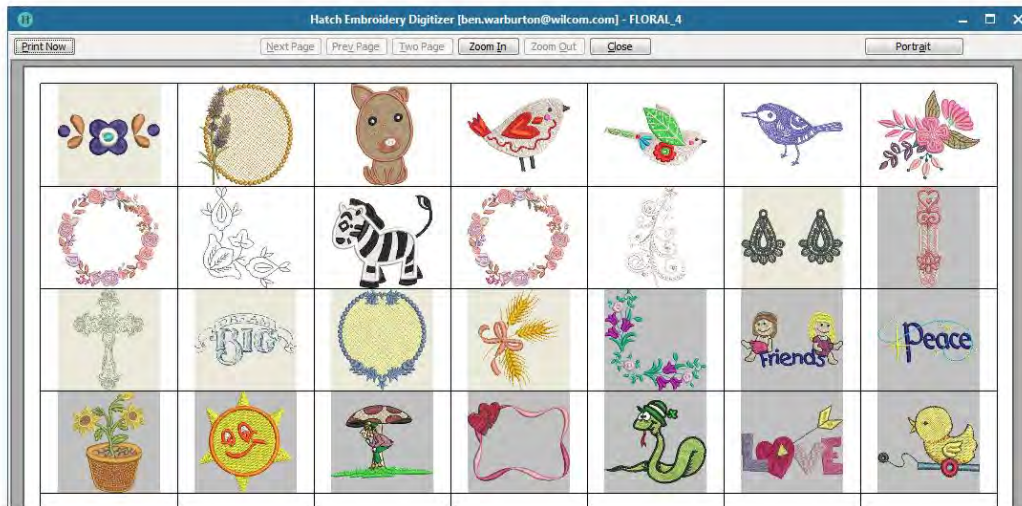 Hatch Embroidery Digitizer [ben.warburton@wilcom.com] - FLORAL_4
Print Now Next Page Prev Page Two Page Zoom In Zoom Out Close Portrait
BIG
Friends
Peace
LOVE